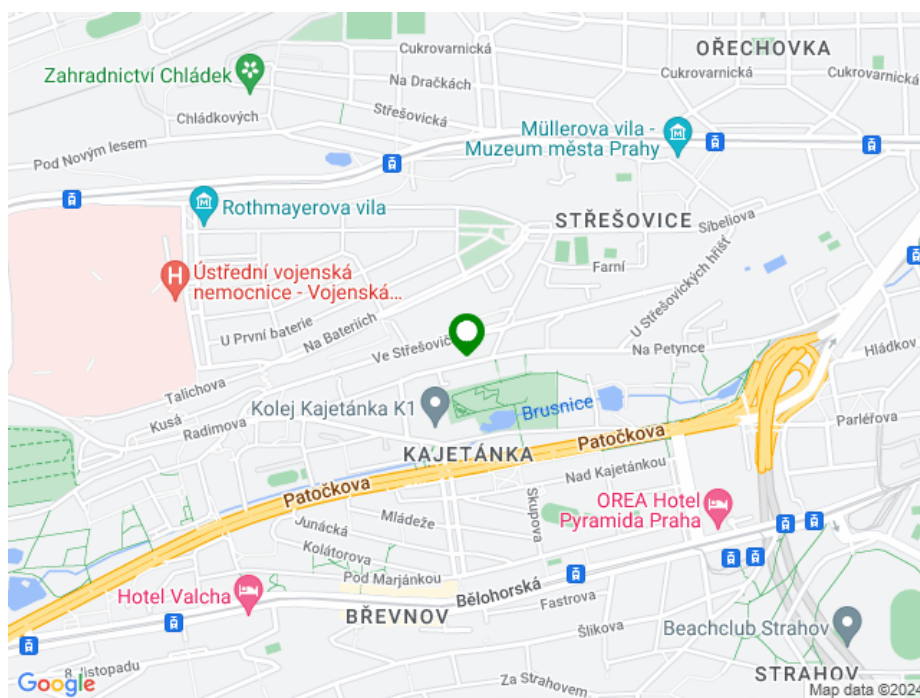 Cukrovarnická
OŘECHOVKA
Zahradnictví Chládek
Na Dračkách
Cukrovarnická
Cukrovarnická
Chládkových
Střešovická
Müllerova vila -
Muzeum města Prahy
Pod Novým lesem
Rothmayerova vila
STŘEŠOVICE
Sibeliova
Farní
U Střešovických hřišť
Ústřední vojenská
nemocnice - Vojenská...
U První baterie
Na Bateriích
Na Petynce
Hládkov
Talichova
Kusá
Radimova
Kolej Kajetánka K1
Brusnice
Parléřova
Patočkova
KAJETÁNKA
Nad Kajetánkou
Patočkova
Skupova
OREA Hotel
Pyramida Praha
Junácká
Mládeže
Kolátorova
Pod Marjánkou
Bělohorská
Hotel Valcha
Fastrova
BŘEVNOV
Šlikova
Beachclub Strahov
8. listopadu
Za Strahovem
STRAHOV
Google
Map data ©202